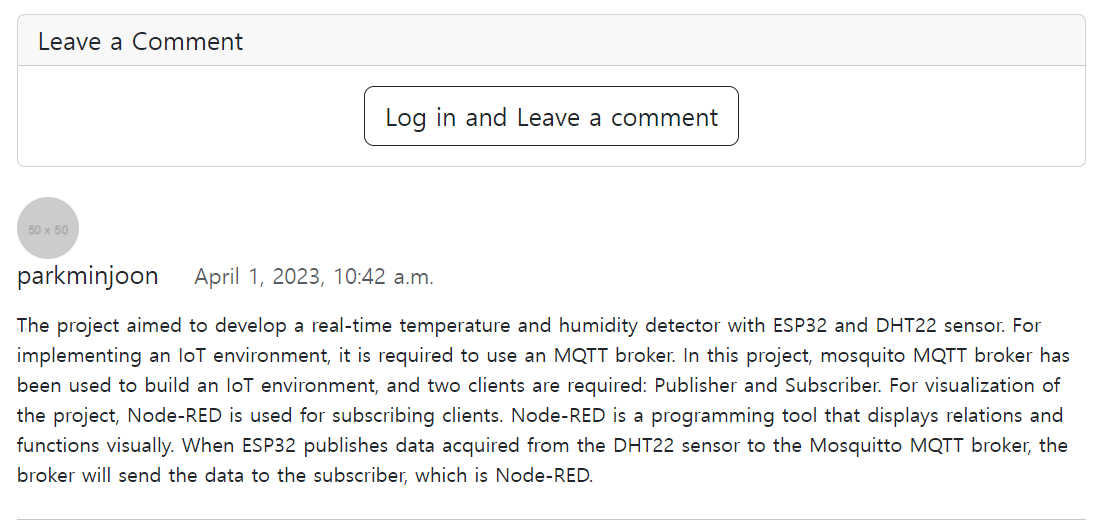 Leave a Comment
Log in and Leave a comment
50 x 50
parkminjoon April 1, 2023, 10:42 a.m.
The project aimed to develop a real-time temperature and humidity detector with ESP32 and DHT22 sensor. For
implementing an IoT environment, it is required to use an MQTT broker. In this project, mosquito MQTT broker has
been used to build an IoT environment, and two clients are required: Publisher and Subscriber. For visualization of
the project, Node-RED is used for subscribing clients. Node-RED is a programming tool that displays relations and
functions visually. When ESP32 publishes data acquired from the DHT22 sensor to the Mosquitto MQTT broker, the
broker will send the data to the subscriber, which is Node-RED.